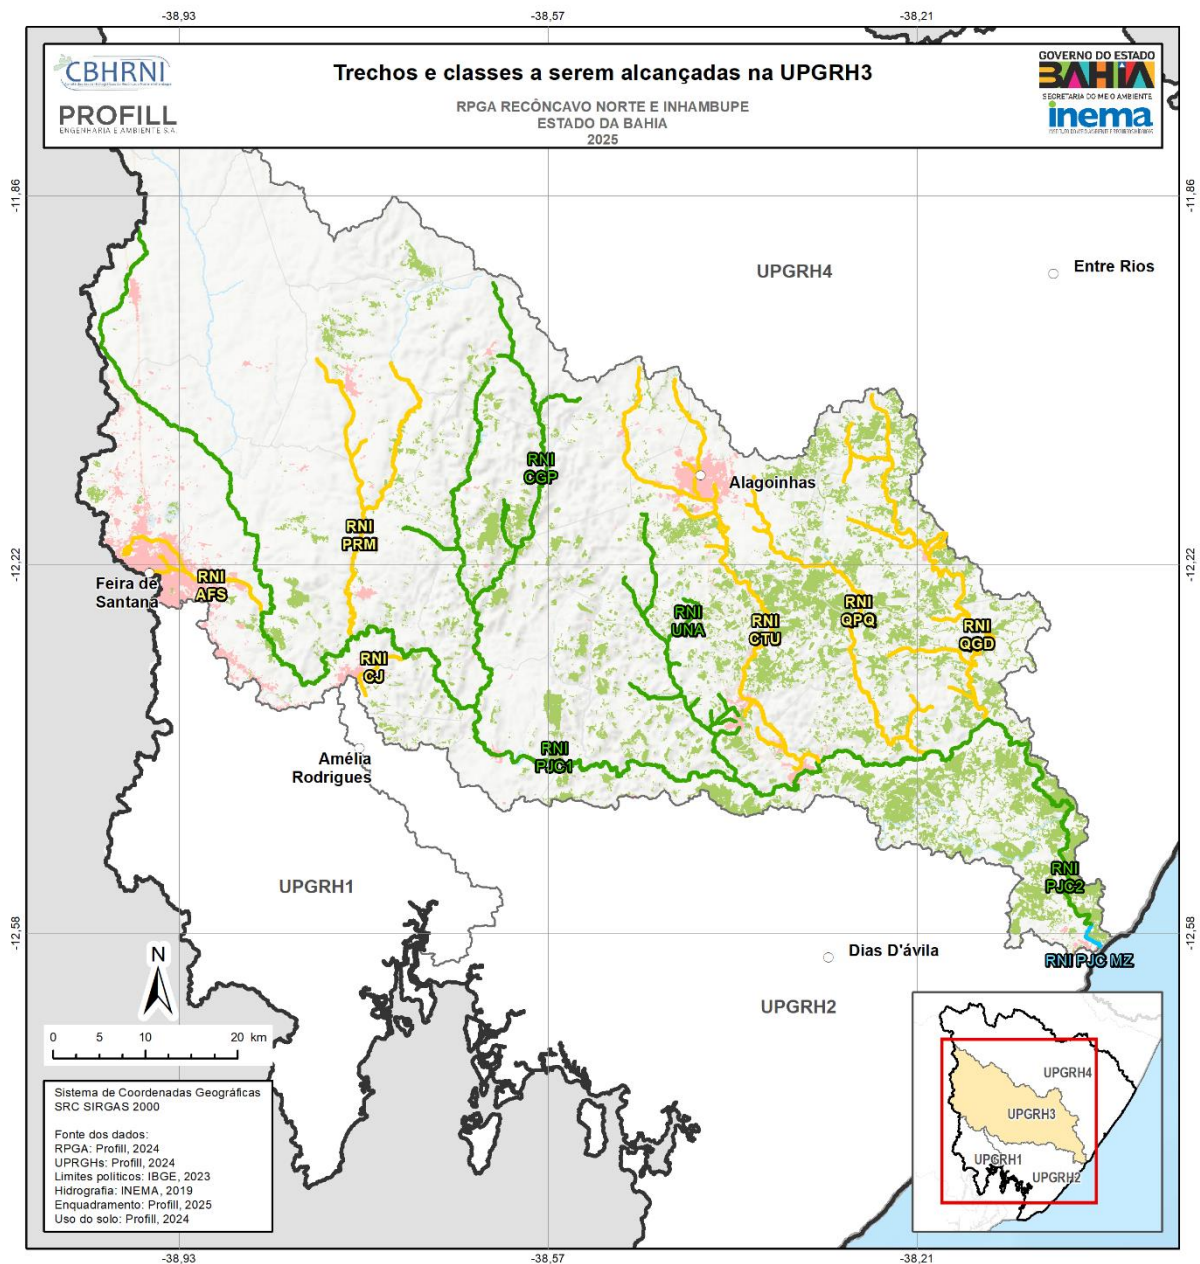 -38,93
-38,57
-38,21
CBHRNI
PROFILL
ENGENHARIA E AMBIENTE S.A.
Trechos e classes a serem alcançadas na UPGRH3
RPGA RECÔNCAVO NORTE E INHAMBUPE
ESTADO DA BAHIA
2025
GOVERNO DO ESTADO
BAHIA
SECRETARIA DO MEIO AMBIENTE
inema
-11,86
-11,86
UPGRH4
Entre Rios
RNI
CGP
Alagoinhas
RNI
PRM
-12,22
-12,22
Feira de
Santana
RNI
AFS
RNI
UNA
RNI
CTU
RNI
QPQ
RNI
QGD
RNI
CJ
Amélia
Rodrigues
RNI
PJC1
UPGRH1
RNI
PJC2
-12,58
-12,58
Dias D'ávila
RNI PJC MZ
UPGRH2
N
0 5 10 20 km
Sistema de Coordenadas Geográficas
SRC SIRGAS 2000
Fonte dos dados:
RPGA: Profill, 2024
UPRGHs: Profill, 2024
Limites políticos: IBGE, 2023
Hidrografia: INEMA, 2019
Enquadramento: Profill, 2025
Uso do solo: Profill, 2024
UPGRH4
UPGRH3
UPGRH1
UPGRH2
-38,93
-38,57
-38,21